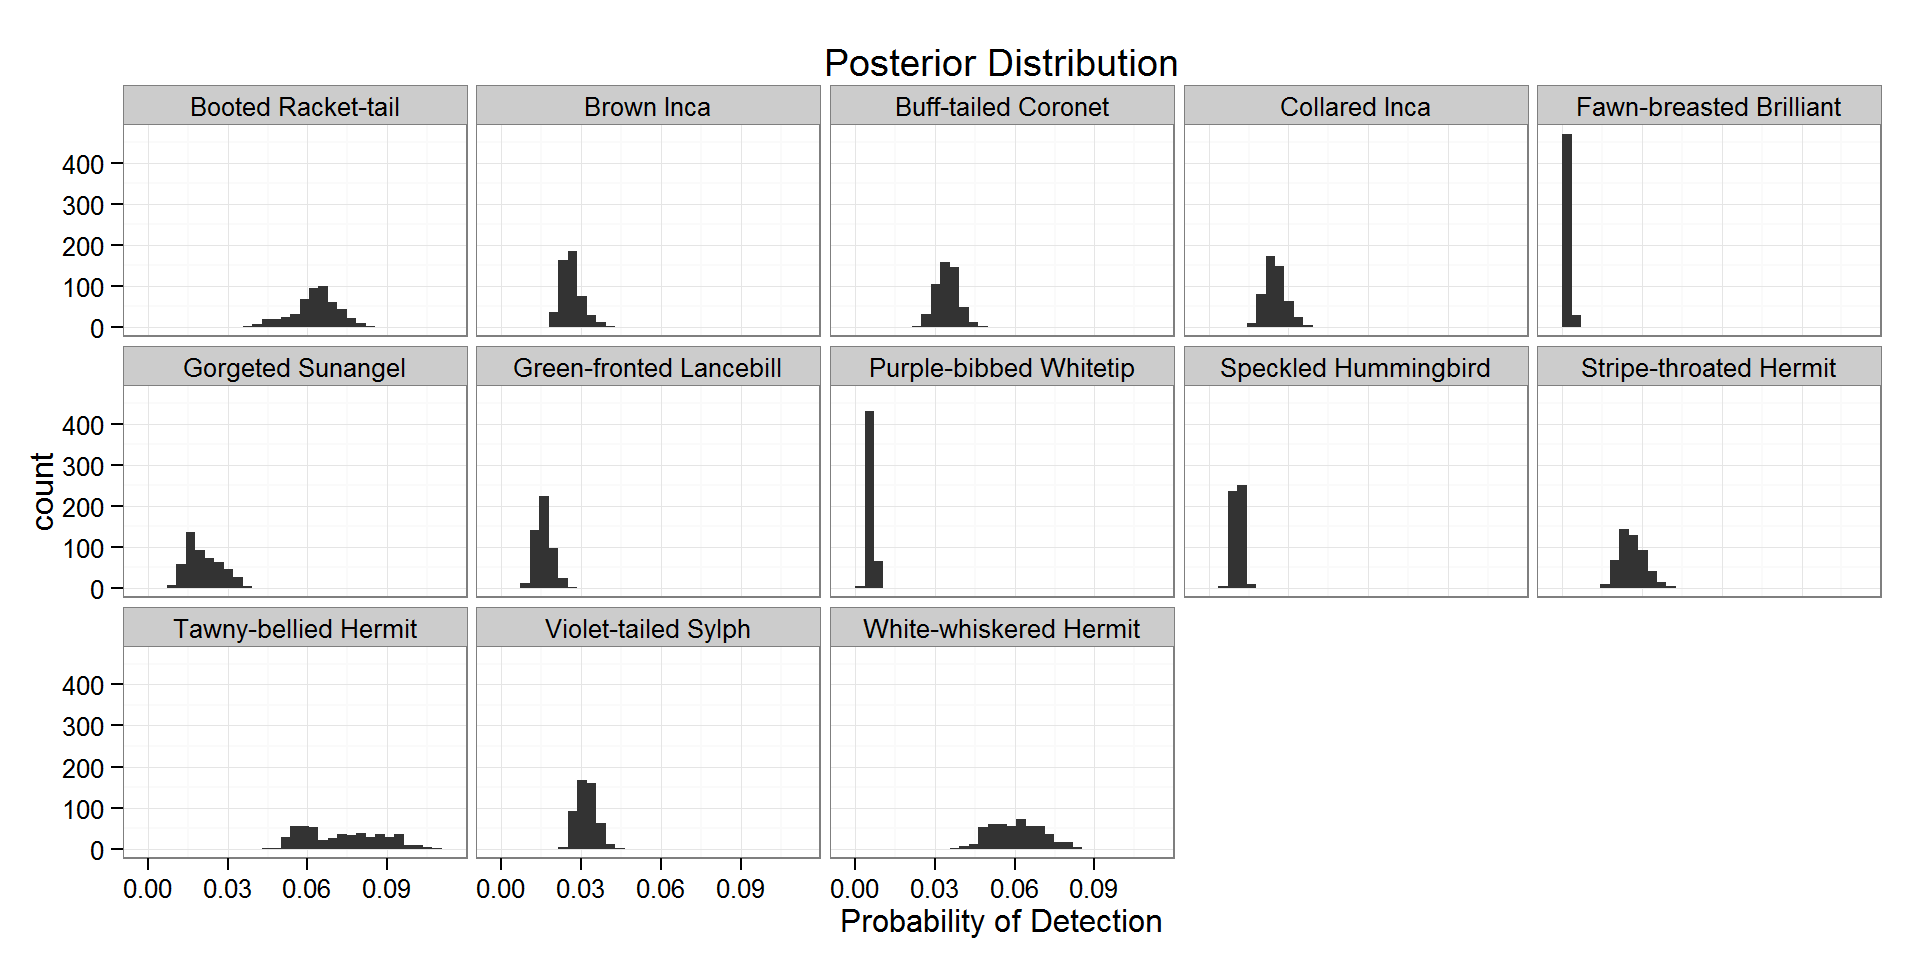 Posterior Distribution
Booted Racket-tail Brown Inca Buff-tailed Coronet Collared Inca Fawn-breasted Brilliant
400
300
200
100
0
Gorgeted Sunangel Green-fronted Lancebill Purple-bibbed Whitetip Speckled Hummingbird Stripe-throated Hermit
400
300
200
100
0
count
Tawny-bellied Hermit Violet-tailed Sylph White-whiskered Hermit
400
300
200
100
0
0.00 0.03 0.06 0.09 0.00 0.03 0.06 0.09 0.00 0.03 0.06 0.09
Probability of Detection